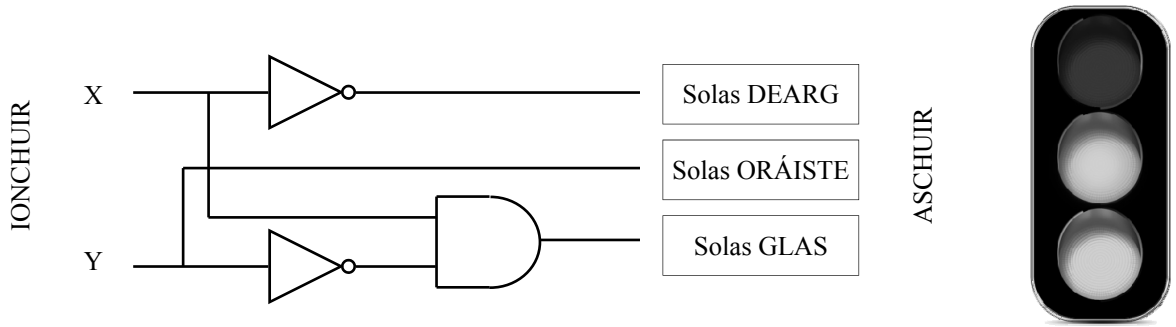 IONCHUIR
X
Y
Solas DEARG
Solas ORÁISTE
Solas GLAS
ASCHUIR